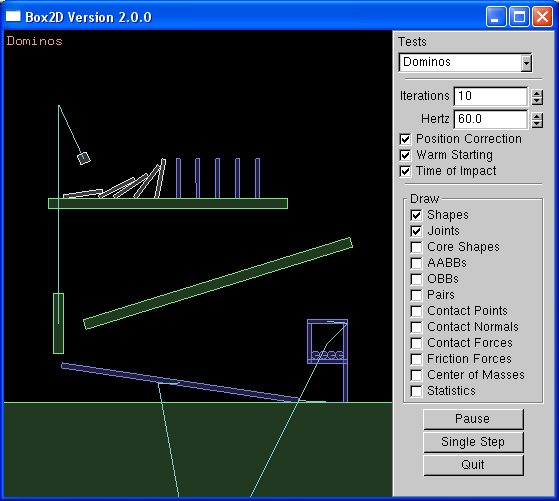 Box2D Version 2.0.0
Dominos
Tests
Dominos
Iterations 10
Hertz 60.0
Position Correction
Warm Starting
Time of Impact
Draw
Shapes
Joints
Core Shapes
AABBs
OBBs
Pairs
Contact Points
Contact Normals
Contact Forces
Friction Forces
Center of Masses
Statistics
Pause
Single Step
Quit